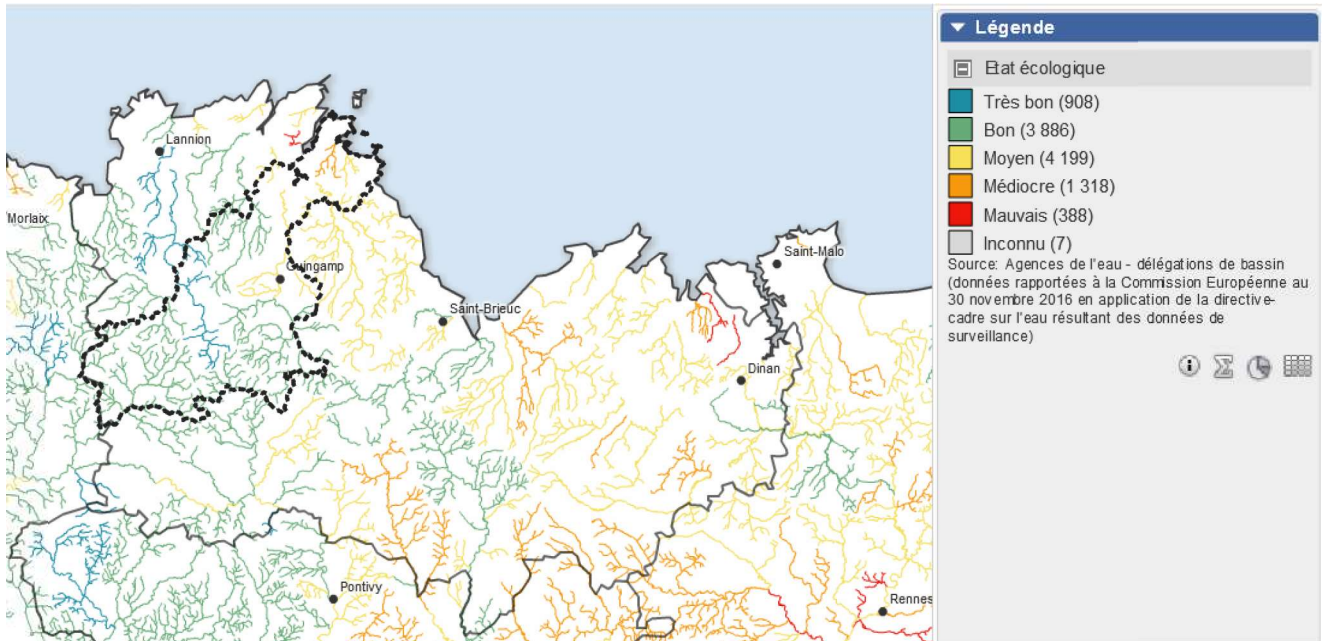 Légende
Etat écologique
Très bon (908)
Bon (3 886)
Moyen (4 199)
Médiocre (1 318)
Mauvais (388)
Inconnu (7)
Source: Agences de l'eau - délégations de bassin
(données rapportées à la Commission Européenne au
30 novembre 2016 en application de la directive-
cadre sur l'eau résultant des données de
surveillance)
Lannion
Morlaix
Guingamp
Saint-Brieuc
Saint-Malo
Dinan
Pontivy
Rennes